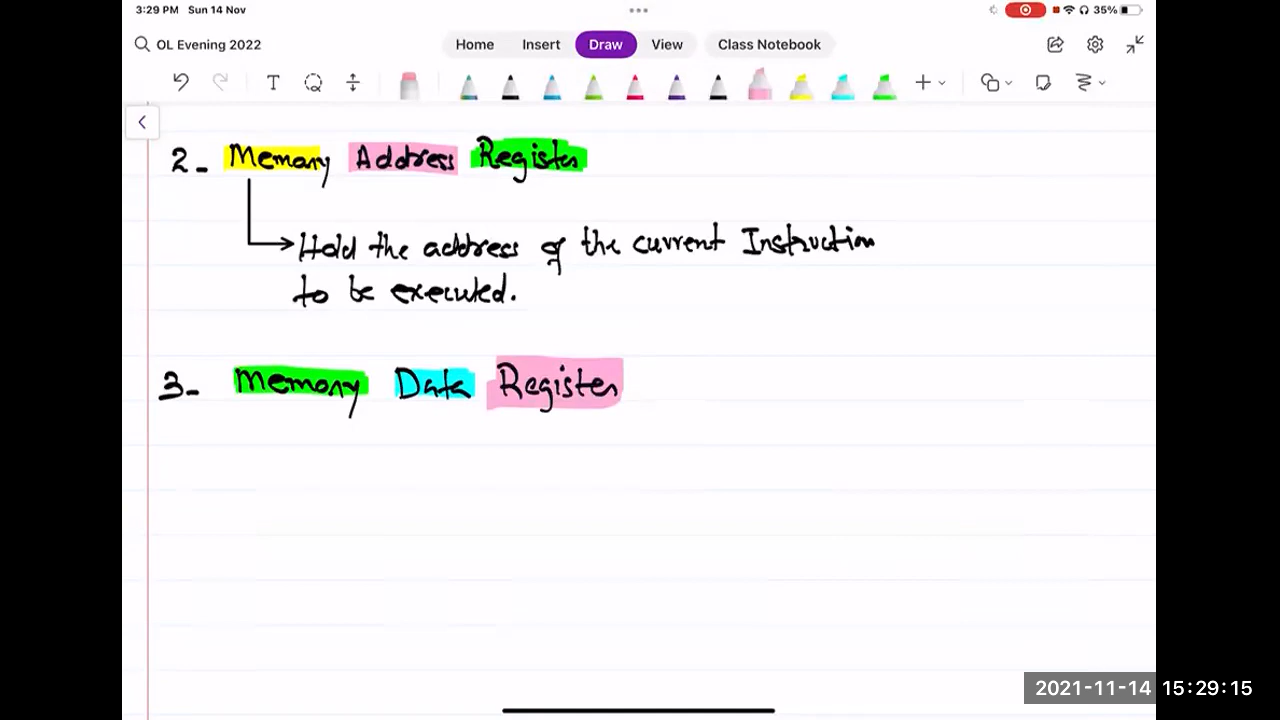 3:29 PM Sun 14 Nov
35%
OL Evening 2022
Home Insert Draw View Class Notebook
2- Memory Address Register
Hold the address of the current Instruction
to be executed.
3- Memory Data Register
2021-11-14 15:29:15